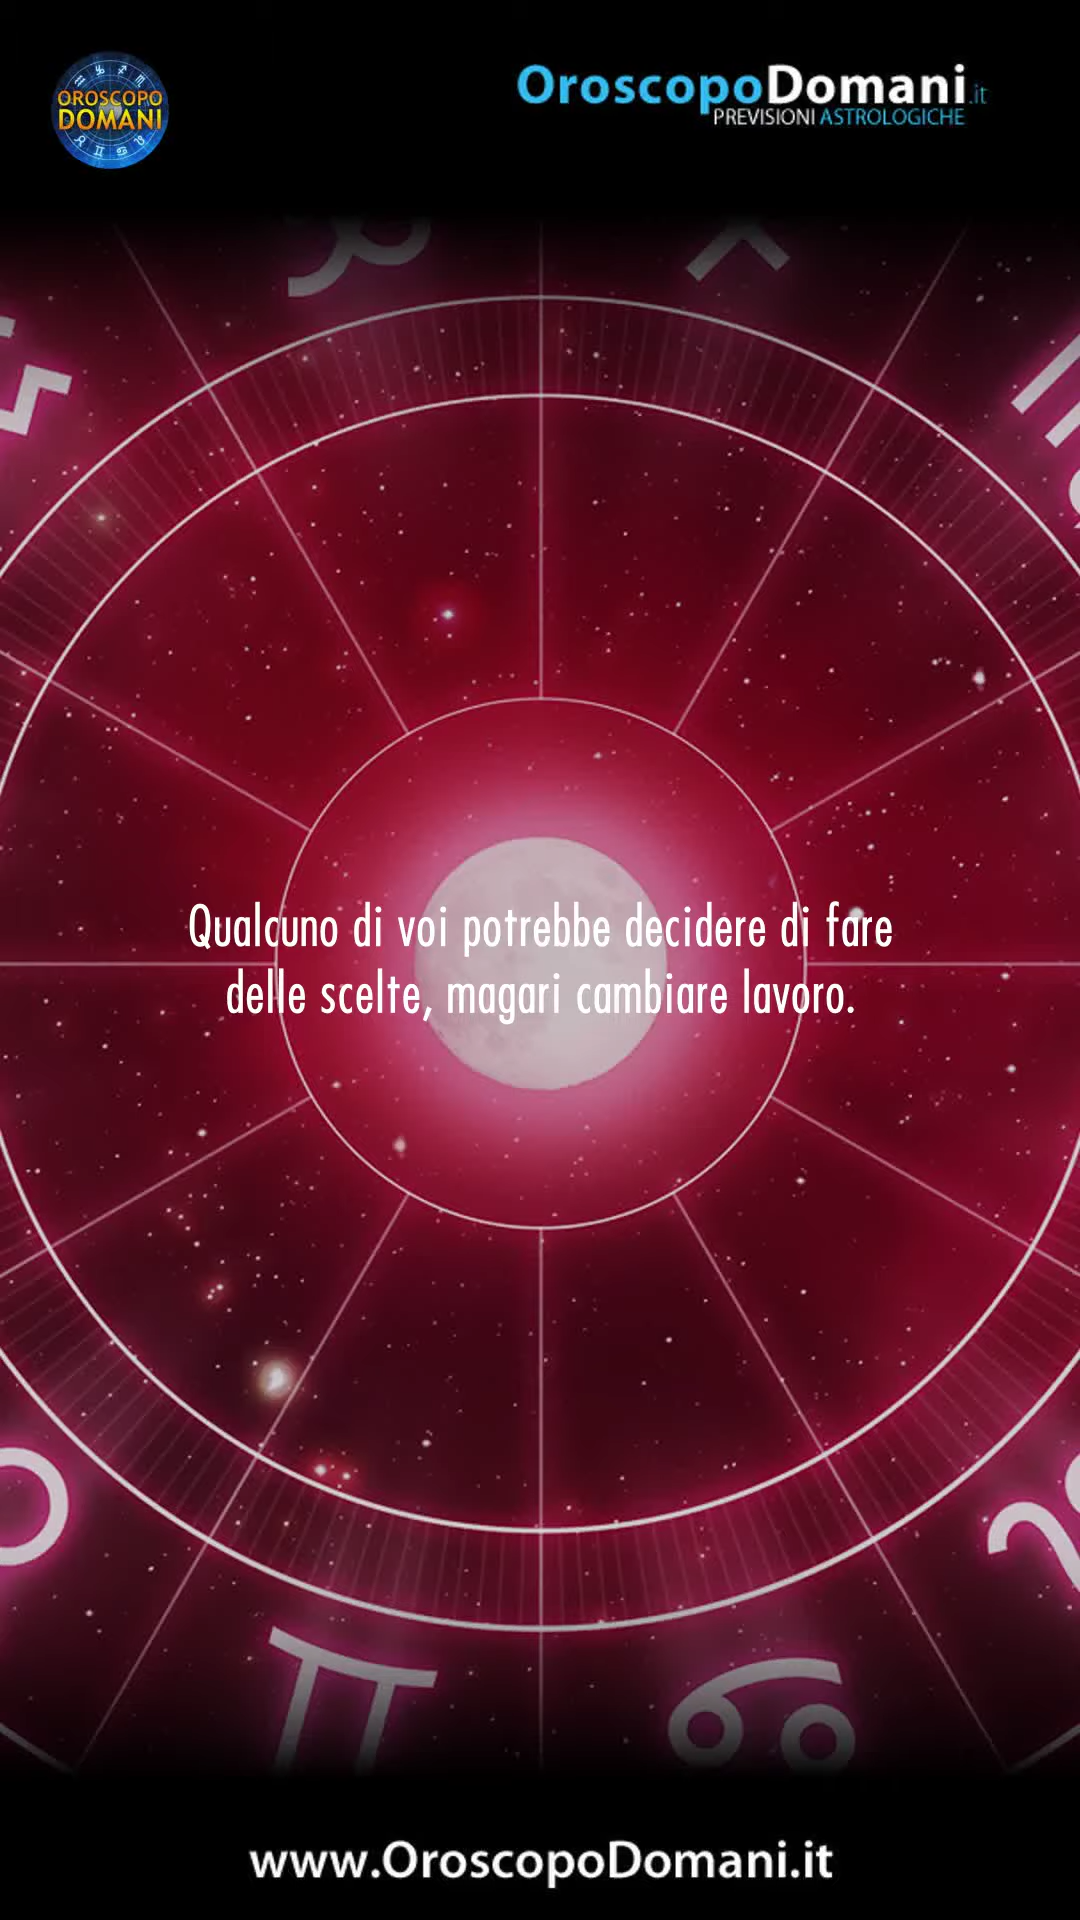 OROSCOPO
DOMANI
OroscopoDomani.it
PREVISIONI ASTROLOGICHE
Qualcuno di voi potrebbe decidere di fare
delle scelte, magari cambiare lavoro.
www.OroscopoDomani.it